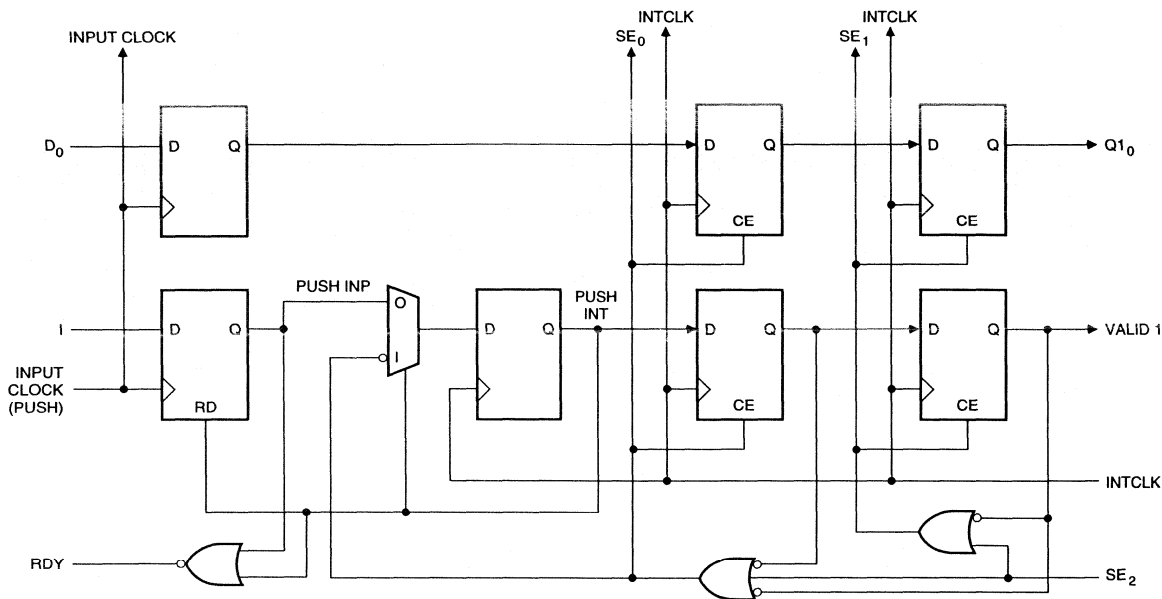 INTCLK
INTCLK
INPUT CLOCK
SE0
SE1
D0
D
Q
D
Q
D
Q
Q10
CE
CE
PUSH INP
O
I
PUSH
INT
I
D
Q
D
Q
D
Q
D
Q
VALID 1
INPUT
CLOCK
(PUSH)
RD
CE
CE
INTCLK
RDY
SE2